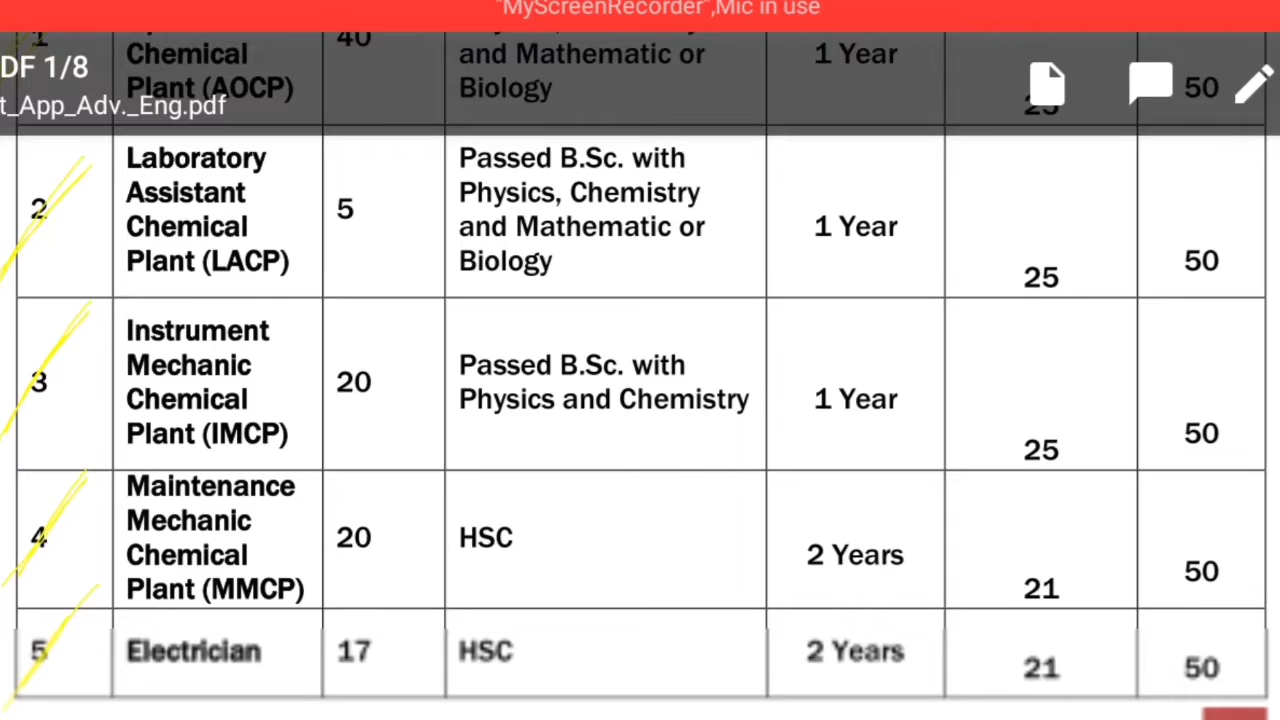 "MyScreenRecorder",Mic in use
1
Chemical
Plant (AOCP)
40
and Mathematic or
Biology
1 Year
25
50
DF 1/8
t_App_Adv._Eng.pdf
2
Laboratory
Assistant
Chemical
Plant (LACP)
5
Passed B.Sc. with
Physics, Chemistry
and Mathematic or
Biology
1 Year
25
50
3
Instrument
Mechanic
Chemical
Plant (IMCP)
20
Passed B.Sc. with
Physics and Chemistry
1 Year
25
50
4
Maintenance
Mechanic
Chemical
Plant (MMCP)
20
HSC
2 Years
21
50
5
Electrician
17
HSC
2 Years
21
50